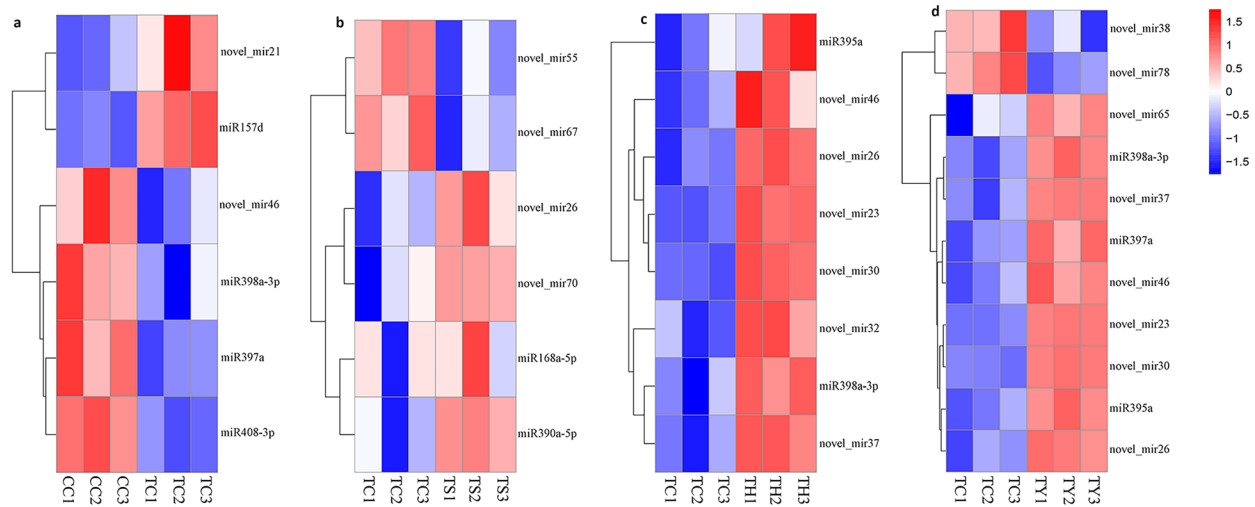 a
novel_mir21
miR157d
novel_mir46
miR398a-3p
miR397a
miR408-3p
CC1 CC2 CC3 TC1 TC2 TC3
b
novel_mir55
novel_mir67
novel_mir26
novel_mir70
miR168a-5p
miR390a-5p
TC1 TC2 TC3 TS1 TS2 TS3
c
miR395a
novel_mir46
novel_mir26
novel_mir23
novel_mir30
novel_mir32
miR398a-3p
novel_mir37
TC1 TC2 TC3 TH1 TH2 TH3
d
novel_mir38
novel_mir78
novel_mir65
miR398a-3p
novel_mir37
miR397a
novel_mir46
novel_mir23
novel_mir30
miR395a
novel_mir26
TC1 TC2 TC3 TY1 TY2 TY3
1.5
1
0.5
0
−0.5
−1
−1.5